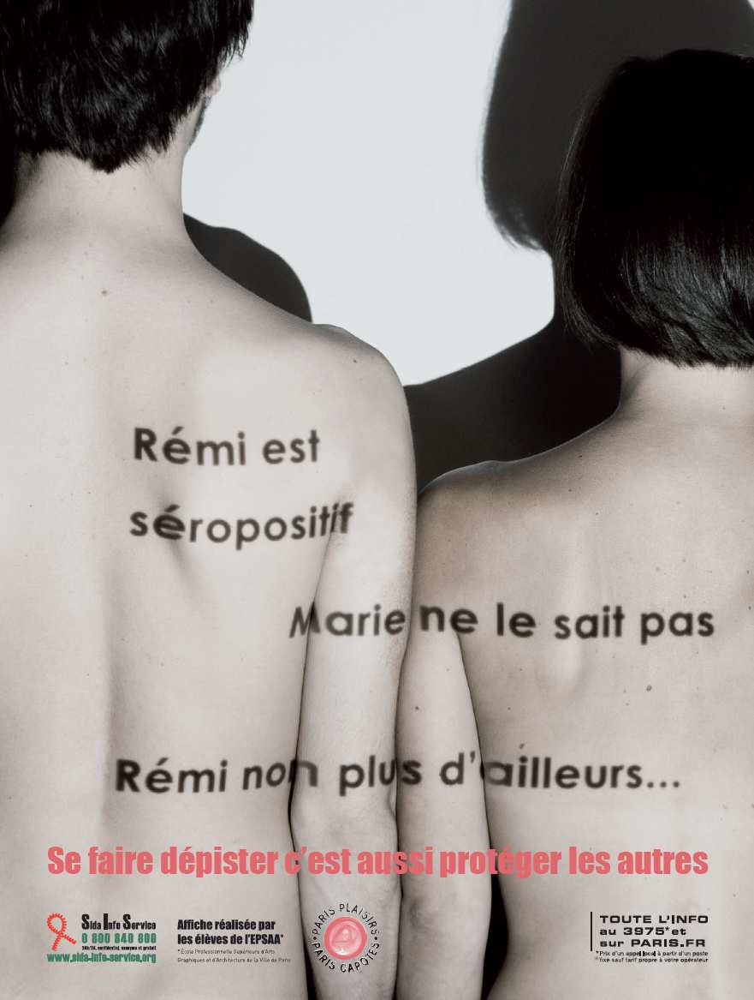 Rémi est
séropositif
Marie ne le sait pas
Rémi non plus d'ailleurs...
Se faire dépister c'est aussi protéger les autres
Sida Info Service
0 800 840 800
24h/24, confidentiel, anonyme et gratuit
www.sida-info-service.org
Affiche réalisée par
les élèves de l'EPSAA*
*École Professionnelle Supérieure d'Arts
Graphiques et d'Architecture de la Ville de Paris
PARIS PLAISIRS
PARIS CAPOTES
TOUTE L'INFO
au 3975* et
sur PARIS.FR
*Prix d'un appel local à partir d'un poste
fixe sauf tarif propre à votre opérateur